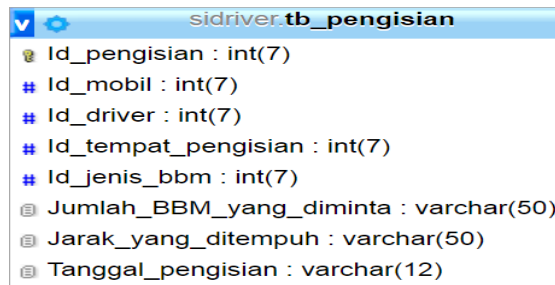 sidriver.tb_pengisian
Id_pengisian : int(7)
Id_mobil : int(7)
Id_driver : int(7)
Id_tempat_pengisian : int(7)
Id_jenis_bbm : int(7)
Jumlah_BBM_yang_diminta : varchar(50)
Jarak_yang_ditempuh : varchar(50)
Tanggal_pengisian : varchar(12)